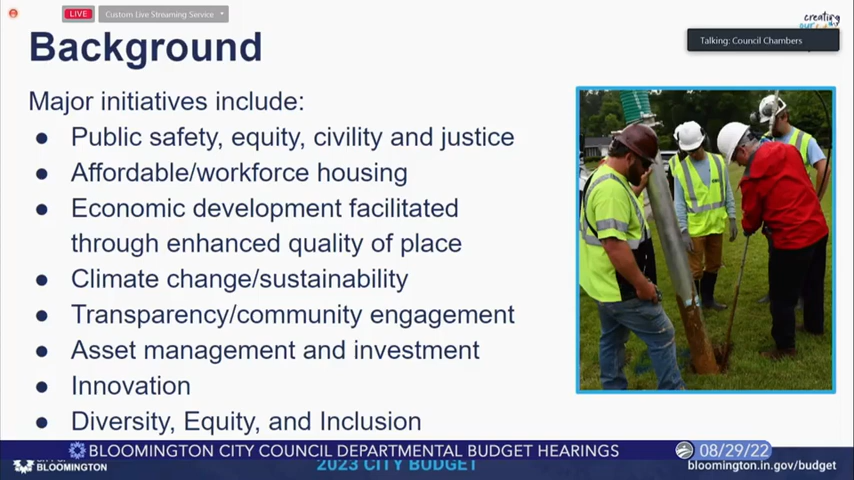 LIVE
Custom Live Streaming Service
creating
Talking: Council Chambers
Background
Major initiatives include:
● Public safety, equity, civility and justice
● Affordable/workforce housing
● Economic development facilitated
through enhanced quality of place
● Climate change/sustainability
● Transparency/community engagement
● Asset management and investment
● Innovation
● Diversity, Equity, and Inclusion
BLOOMINGTON CITY COUNCIL DEPARTMENTAL BUDGET HEARINGS
08/29/22
BLOOMINGTON
2023 CITY BUDGET
bloomington.in.gov/budget